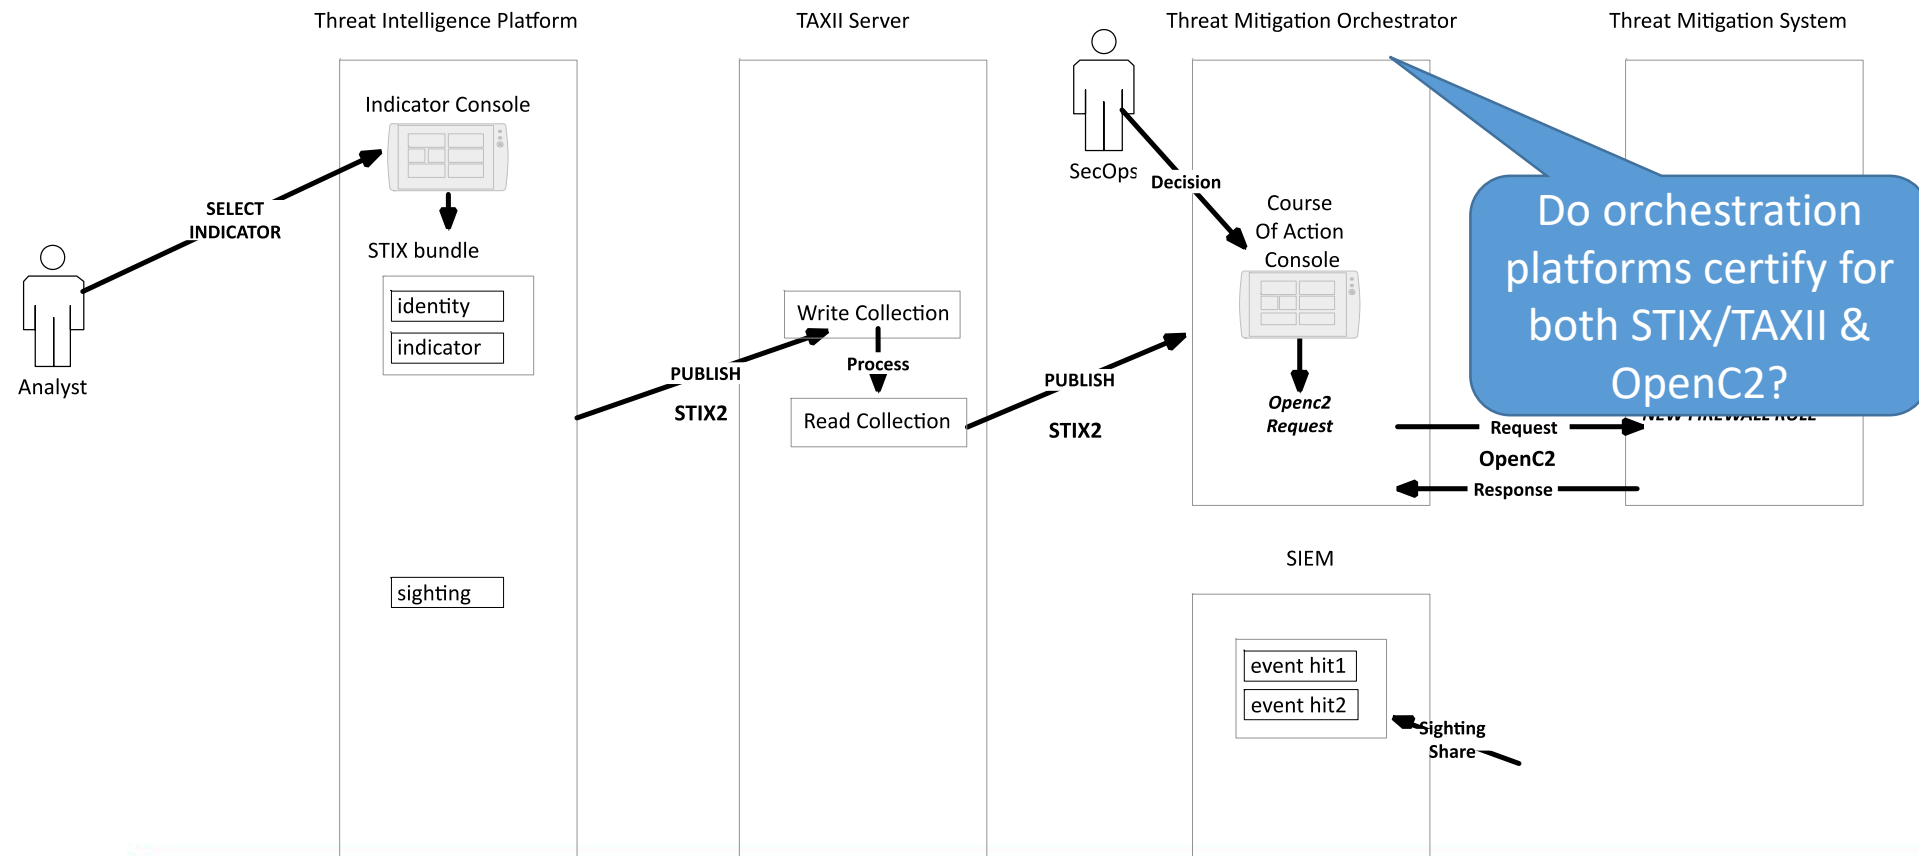 Threat Intelligence Platform
TAXII Server
Threat Mitigation Orchestrator
Threat Mitigation System
Indicator Console
SELECT
INDICATOR
STIX bundle
identity
indicator
Analyst
PUBLISH
STIX2
Write Collection
Process
Read Collection
PUBLISH
STIX2
SecOps
Decision
Course
Of Action
Console
Openc2
Request
Do orchestration
platforms certify for
both STIX/TAXII &
OpenC2?
NEW FIREWALL RULE
Request
OpenC2
Response
sighting
SIEM
event hit1
event hit2
Sighting
Share